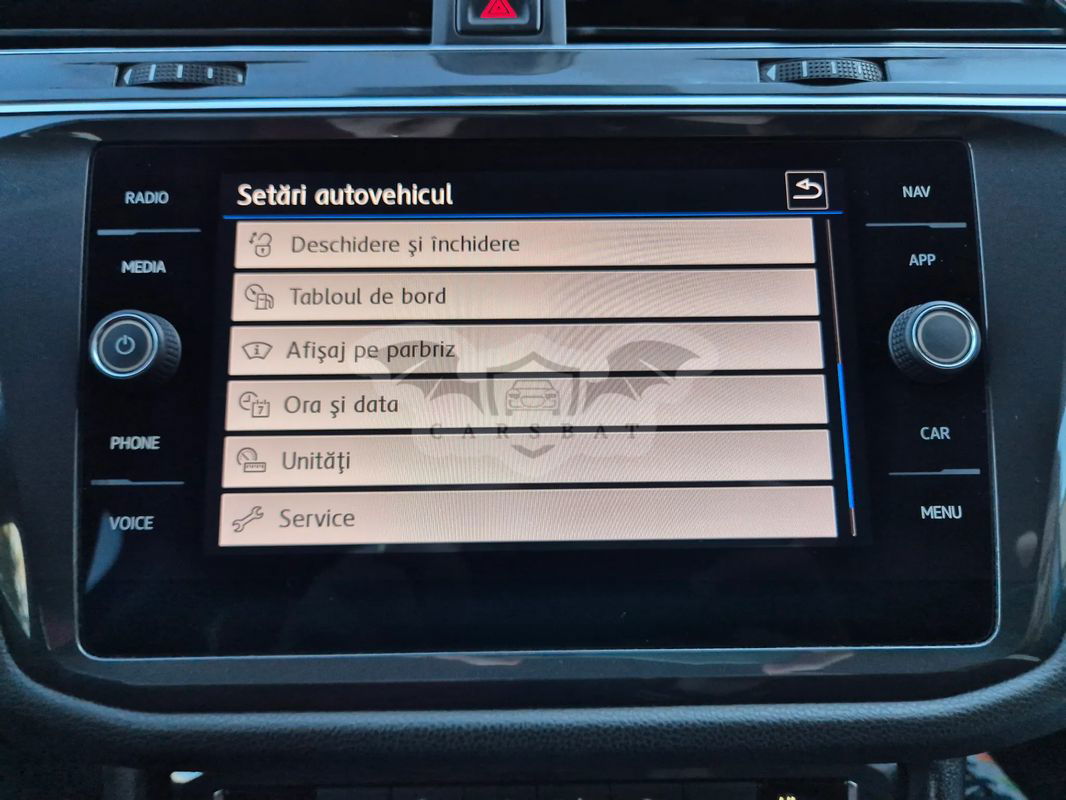 RADIO
MEDIA
PHONE
VOICE
Setări autovehicul
Deschidere şi închidere
Tabloul de bord
Afişaj pe parbriz
Ora şi data
7
Unităţi
Service
CARSBAT
NAV
APP
CAR
MENU